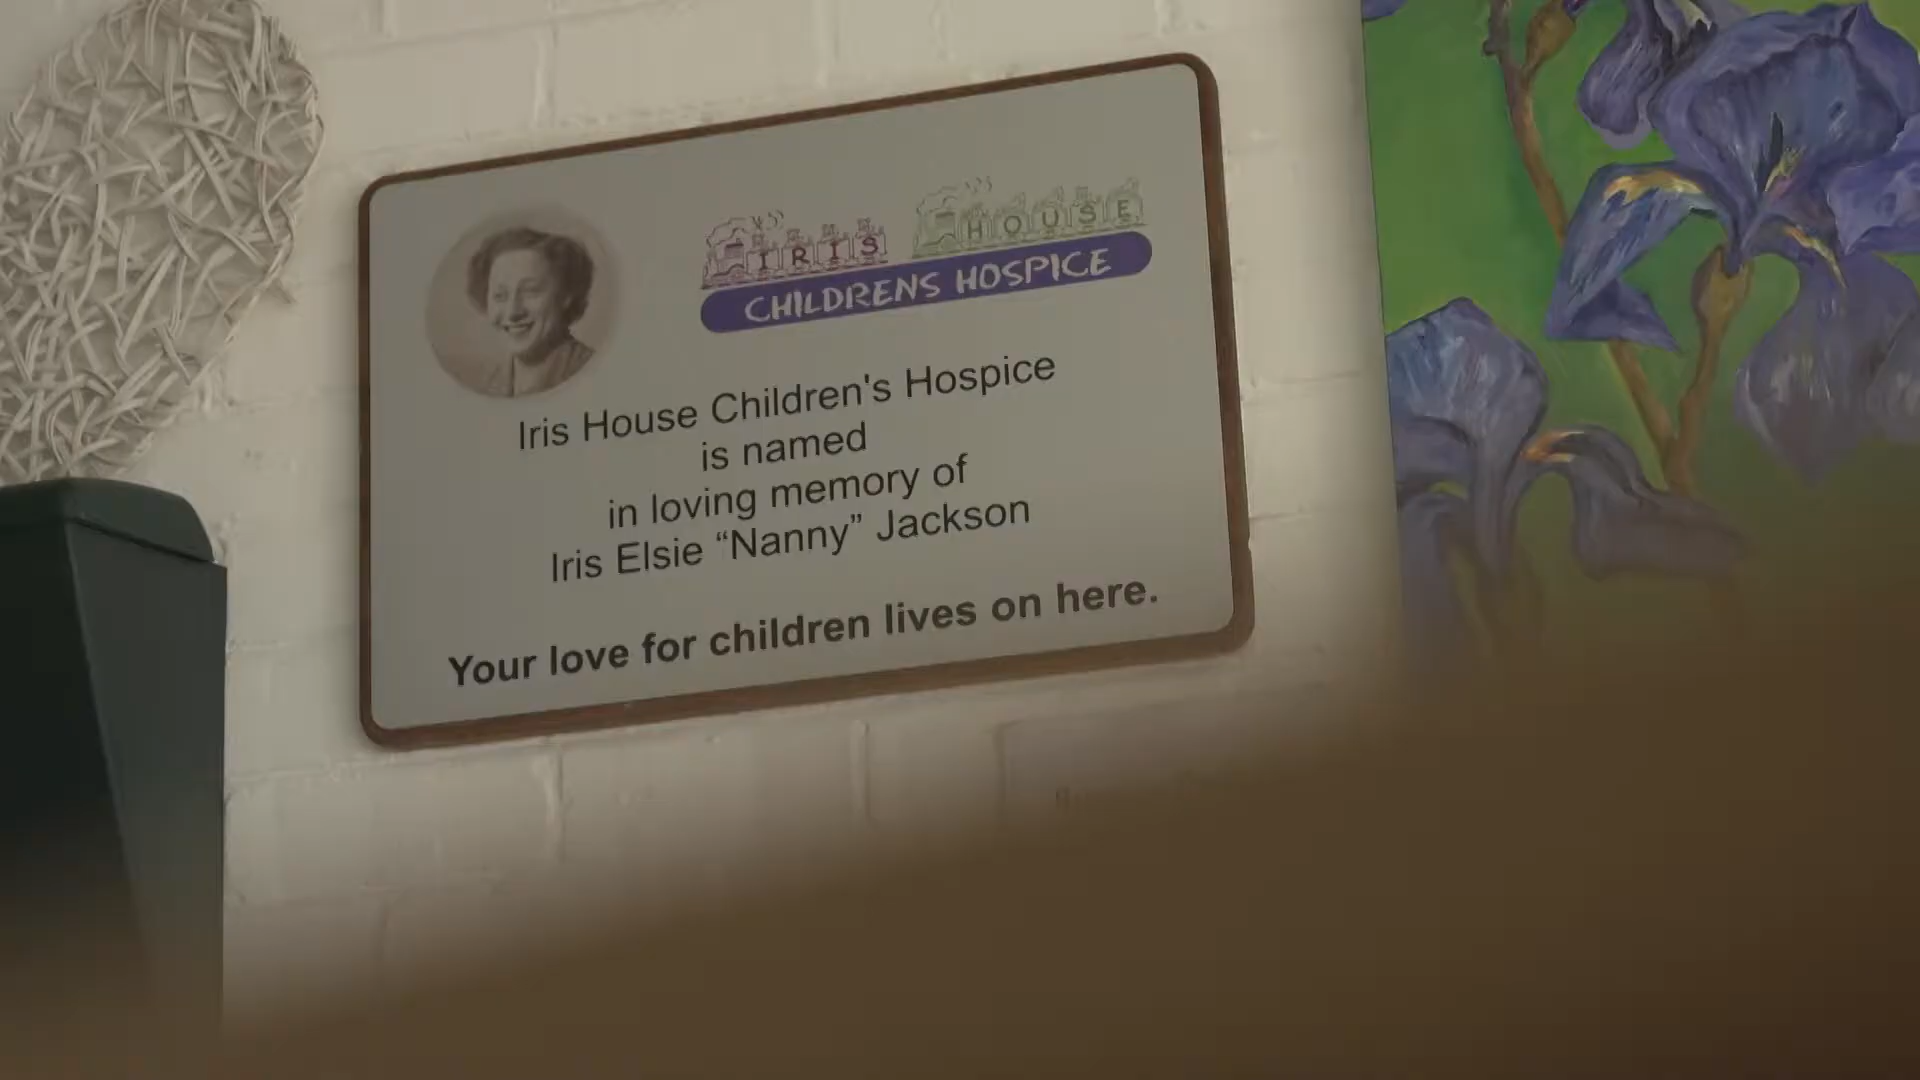 IRIS HOUSE
CHILDRENS HOSPICE
Iris House Children's Hospice
is named
in loving memory of
Iris Elsie “Nanny” Jackson
Your love for children lives on here.